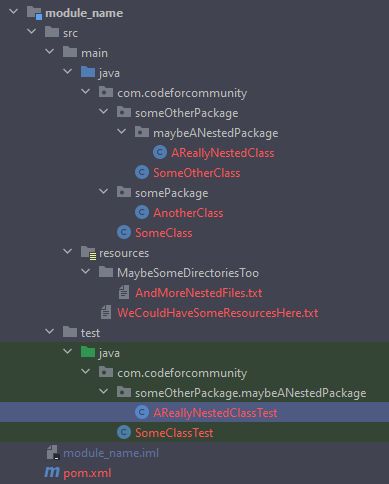 module_name
src
main
java
com.codeforcommunity
someOtherPackage
maybeANestedPackage
AReallyNestedClass
SomeOtherClass
somePackage
AnotherClass
SomeClass
resources
MaybeSomeDirectoriesToo
AndMoreNestedFiles.txt
WeCouldHaveSomeResourcesHere.txt
test
java
com.codeforcommunity
someOtherPackage.maybeANestedPackage
AReallyNestedClassTest
SomeClassTest
module_name.iml
pom.xml